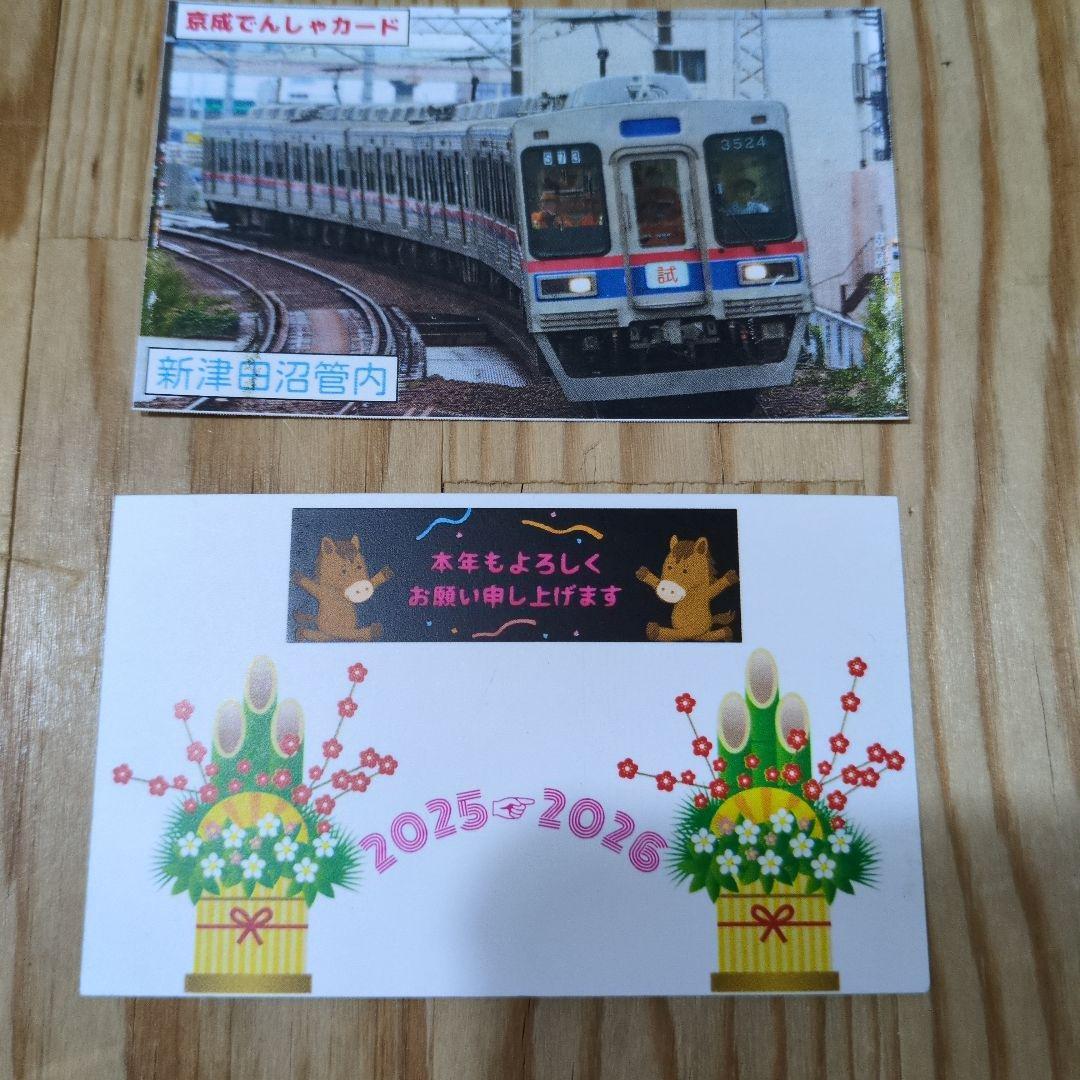 京成でんしゃカード
573
3524
試
新津田沼管内
本年もよろしく
お願い申し上げます
2025☞2026